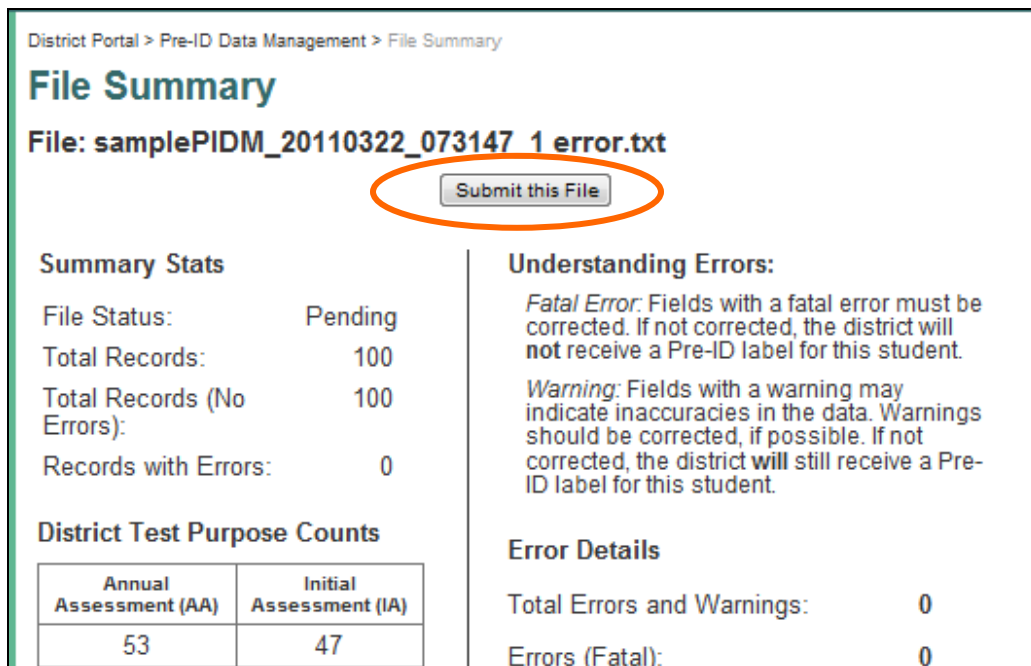 District Portal > Pre-ID Data Management > File Summary
File Summary
File: samplePIDM_20110322_073147_1 error.txt
Submit this File
Summary Stats
File Status: Pending
Total Records: 100
Total Records (No
Errors): 100
Records with Errors: 0
District Test Purpose Counts
Annual
Assessment (AA)
Initial
Assessment (IA)
53 47
Understanding Errors:
Fatal Error: Fields with a fatal error must be
corrected. If not corrected, the district will
not receive a Pre-ID label for this student.
Warning: Fields with a warning may
indicate inaccuracies in the data. Warnings
should be corrected, if possible. If not
corrected, the district will still receive a Pre-
ID label for this student.
Error Details
Total Errors and Warnings: 0
Errors (Fatal): 0